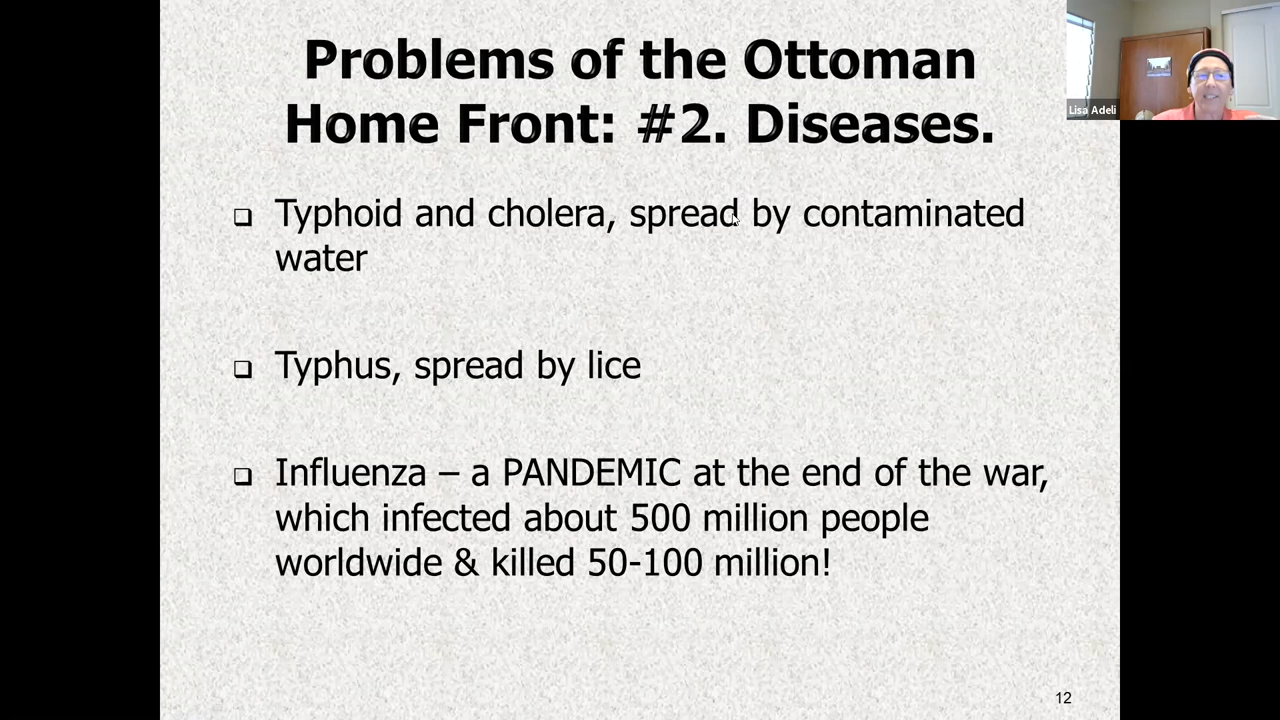 Problems of the Ottoman
Home Front: #2. Diseases.
Lisa Adeli
❑ Typhoid and cholera, spread by contaminated
water
❑ Typhus, spread by lice
❑ Influenza – a PANDEMIC at the end of the war,
which infected about 500 million people
worldwide & killed 50-100 million!
12